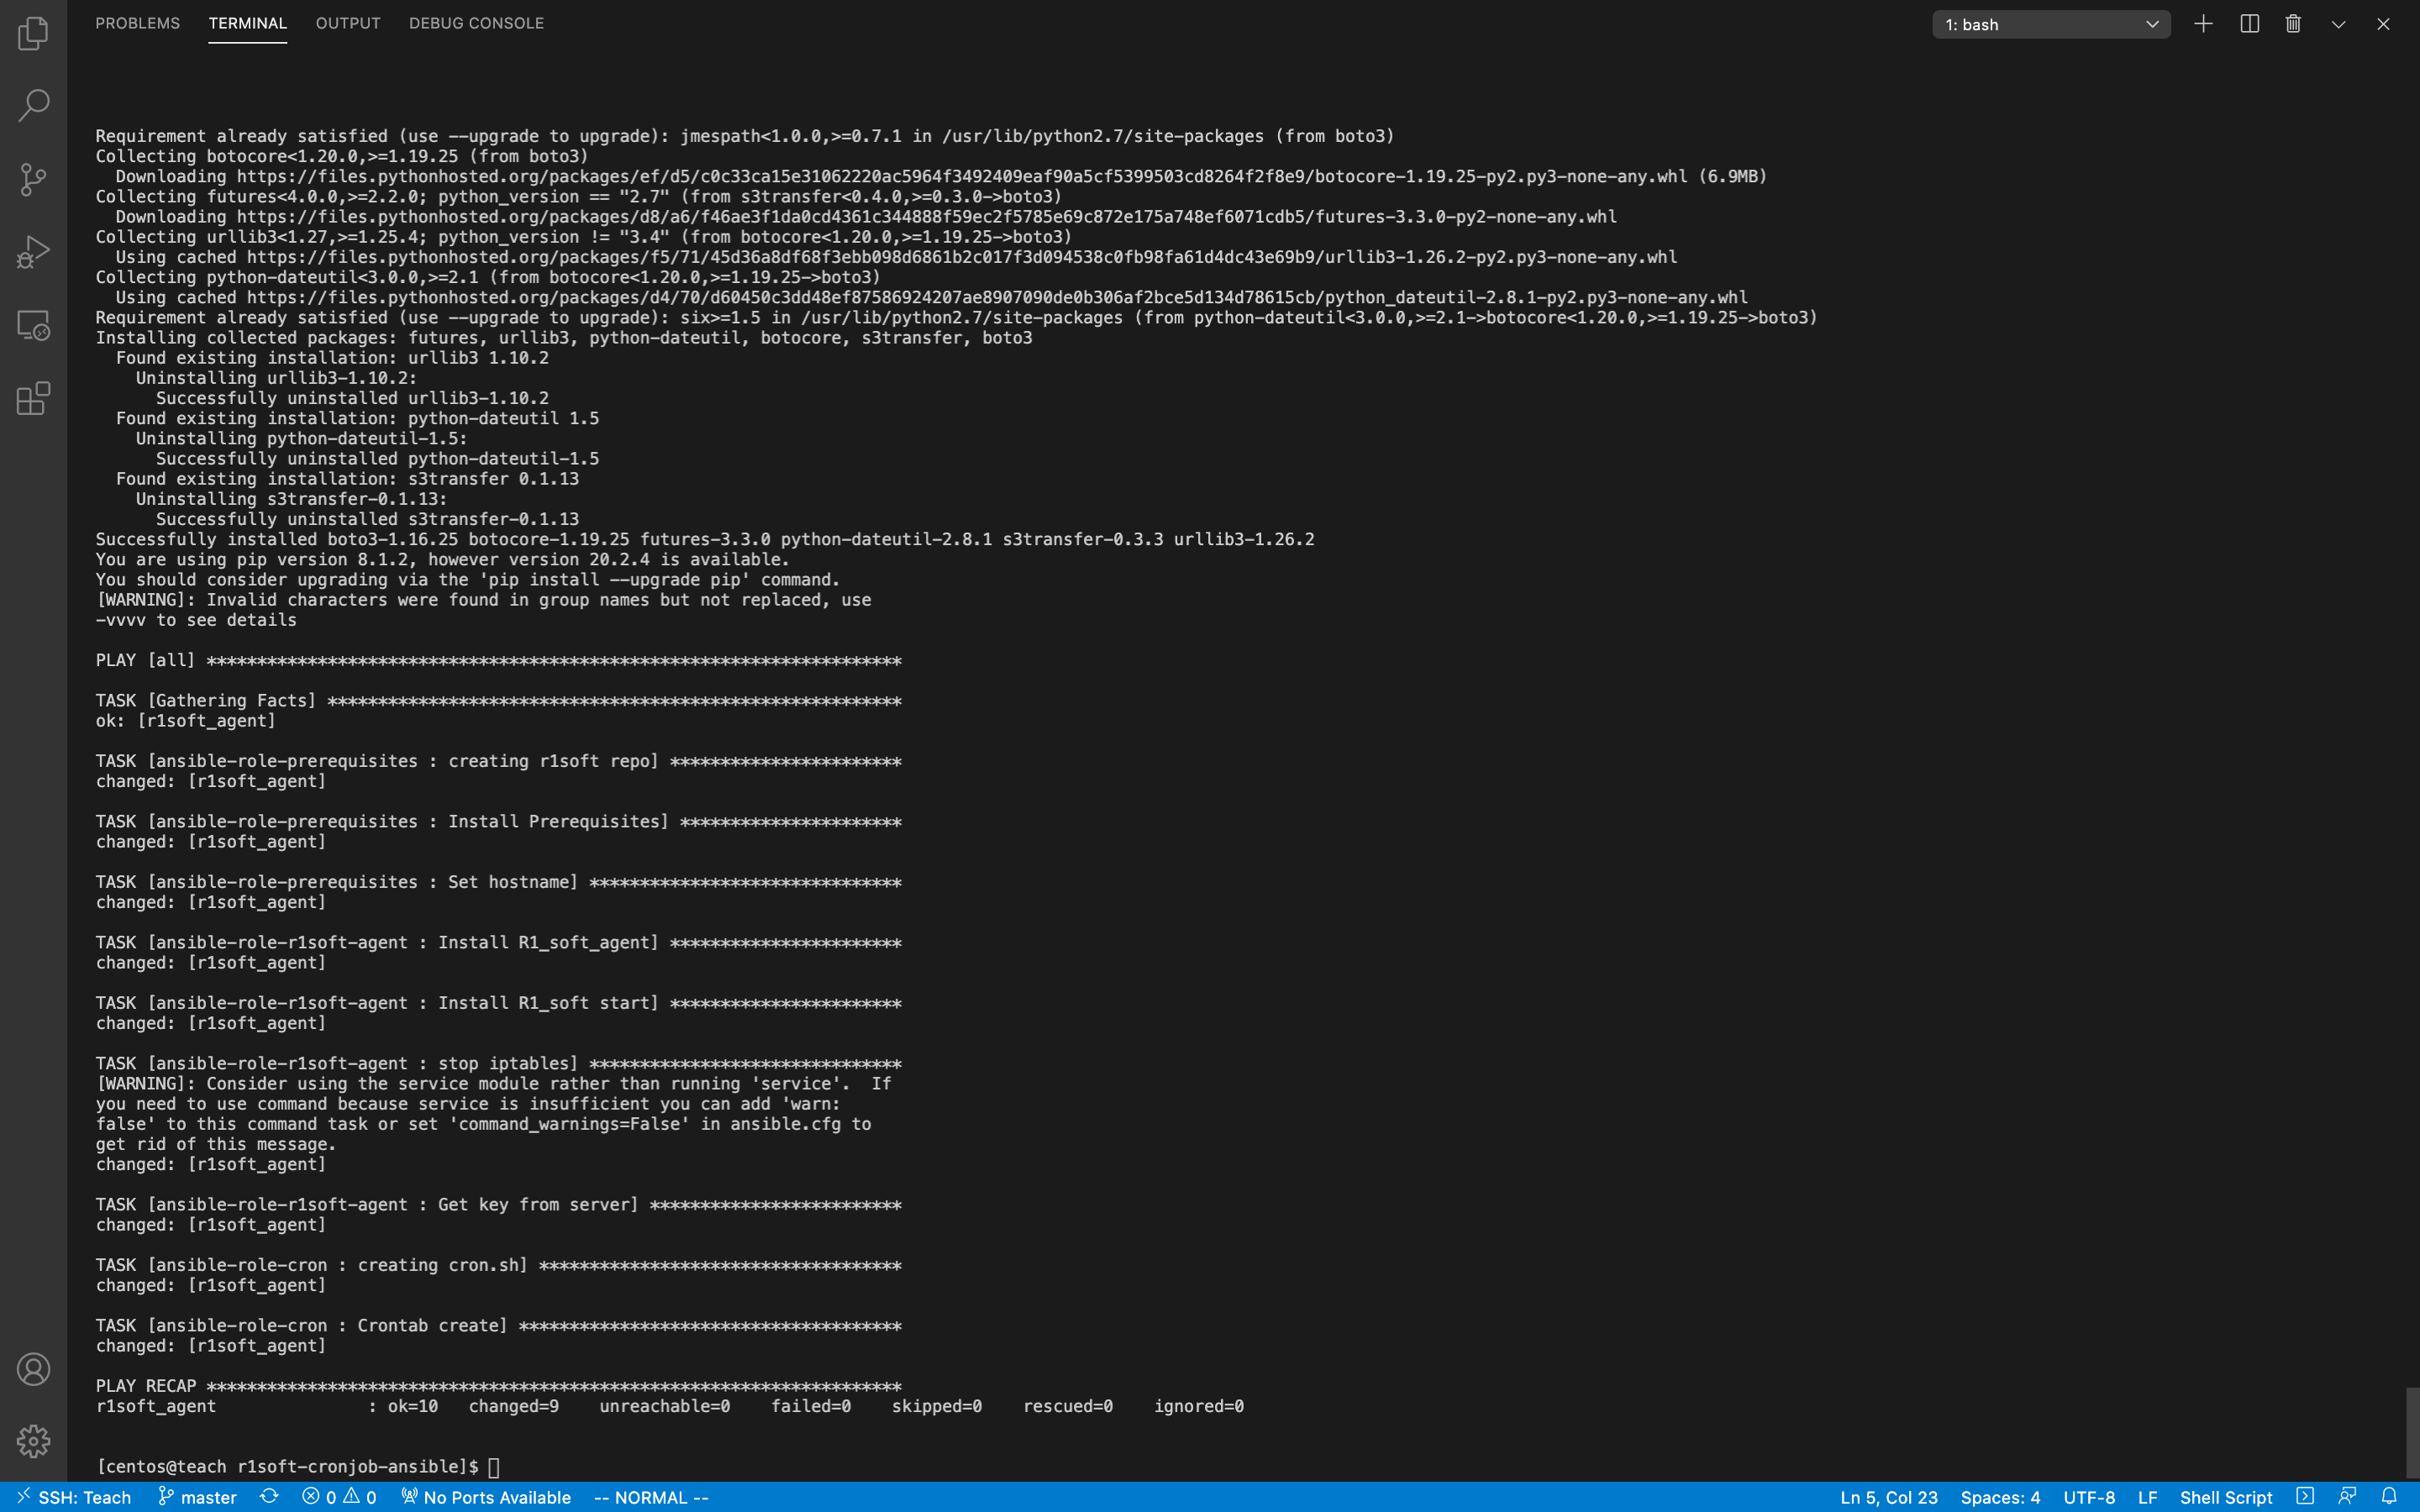 PROBLEMS TERMINAL OUTPUT DEBUG CONSOLE 1: bash
Requirement already satisfied (use --upgrade to upgrade): jmespath<1.0.0,>=0.7.1 in /usr/lib/python2.7/site-packages (from boto3)
Collecting botocore<1.20.0,>=1.19.25 (from boto3)
  Downloading https://files.pythonhosted.org/packages/ef/d5/c0c33ca15e31062220ac5964f3492409eaf90a5cf5399503cd8264f2f8e9/botocore-1.19.25-py2.py3-none-any.whl (6.9MB)
Collecting futures<4.0.0,>=2.2.0; python_version == "2.7" (from s3transfer<0.4.0,>=0.3.0->boto3)
  Downloading https://files.pythonhosted.org/packages/d8/a6/f46ae3f1da0cd4361c344888f59ec2f5785e69c872e175a748ef6071cdb5/futures-3.3.0-py2-none-any.whl
Collecting urllib3<1.27,>=1.25.4; python_version != "3.4" (from botocore<1.20.0,>=1.19.25->boto3)
  Using cached https://files.pythonhosted.org/packages/f5/71/45d36a8df68f3ebb098d6861b2c017f3d094538c0fb98fa61d4dc43e69b9/urllib3-1.26.2-py2.py3-none-any.whl
Collecting python-dateutil<3.0.0,>=2.1 (from botocore<1.20.0,>=1.19.25->boto3)
  Using cached https://files.pythonhosted.org/packages/d4/70/d60450c3dd48ef87586924207ae8907090de0b306af2bce5d134d78615cb/python_dateutil-2.8.1-py2.py3-none-any.whl
Requirement already satisfied (use --upgrade to upgrade): six>=1.5 in /usr/lib/python2.7/site-packages (from python-dateutil<3.0.0,>=2.1->botocore<1.20.0,>=1.19.25->boto3)
Installing collected packages: futures, urllib3, python-dateutil, botocore, s3transfer, boto3
  Found existing installation: urllib3 1.10.2
    Uninstalling urllib3-1.10.2:
      Successfully uninstalled urllib3-1.10.2
  Found existing installation: python-dateutil 1.5
    Uninstalling python-dateutil-1.5:
      Successfully uninstalled python-dateutil-1.5
  Found existing installation: s3transfer 0.1.13
    Uninstalling s3transfer-0.1.13:
      Successfully uninstalled s3transfer-0.1.13
Successfully installed boto3-1.16.25 botocore-1.19.25 futures-3.3.0 python-dateutil-2.8.1 s3transfer-0.3.3 urllib3-1.26.2
You are using pip version 8.1.2, however version 20.2.4 is available.
You should consider upgrading via the 'pip install --upgrade pip' command.
[WARNING]: Invalid characters were found in group names but not replaced, use
-vvvv to see details
PLAY [all] *********************************************************************
TASK [Gathering Facts] *********************************************************
ok: [r1soft_agent]
TASK [ansible-role-prerequisites : creating r1soft repo] ***********************
changed: [r1soft_agent]
TASK [ansible-role-prerequisites : Install Prerequisites] **********************
changed: [r1soft_agent]
TASK [ansible-role-prerequisites : Set hostname] *******************************
changed: [r1soft_agent]
TASK [ansible-role-r1soft-agent : Install R1_soft_agent] ***********************
changed: [r1soft_agent]
TASK [ansible-role-r1soft-agent : Install R1_soft start] ***********************
changed: [r1soft_agent]
TASK [ansible-role-r1soft-agent : stop iptables] *******************************
[WARNING]: Consider using the service module rather than running 'service'.  If
you need to use command because service is insufficient you can add 'warn:
false' to this command task or set 'command_warnings=False' in ansible.cfg to
get rid of this message.
changed: [r1soft_agent]
TASK [ansible-role-r1soft-agent : Get key from server] *************************
changed: [r1soft_agent]
TASK [ansible-role-cron : creating cron.sh] ************************************
changed: [r1soft_agent]
TASK [ansible-role-cron : Crontab create] **************************************
changed: [r1soft_agent]
PLAY RECAP *********************************************************************
r1soft_agent               : ok=10   changed=9    unreachable=0    failed=0    skipped=0    rescued=0    ignored=0
[centos@teach r1soft-cronjob-ansible]$
SSH: Teach master 0 0 No Ports Available -- NORMAL -- Ln 5, Col 23 Spaces: 4 UTF-8 LF Shell Script